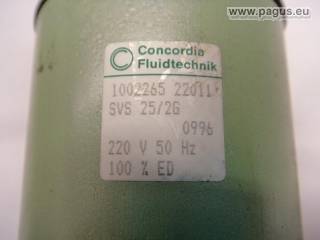 www.pagus.eu
Concordia
Fluidtechnik
1002265 22011
SVS 25/2G
0996
220 V 50 Hz
100 % ED